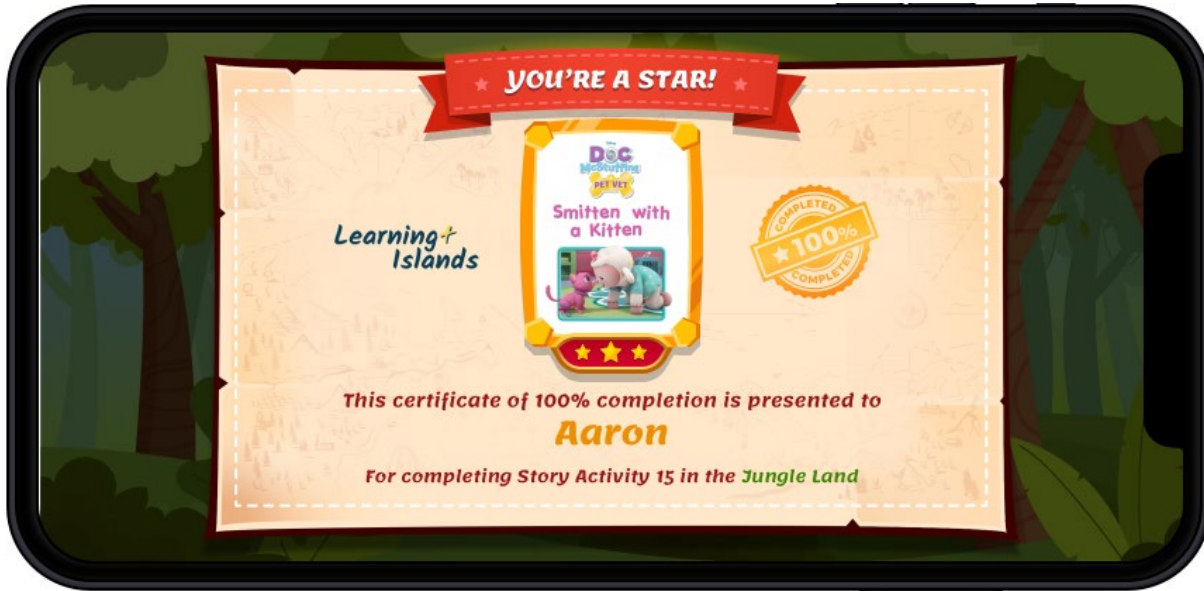 YOU'RE A STAR!
Disney
DOC
McStuffins
PET VET
Smitten with
a Kitten
Learning+
Islands
COMPLETED
100%
COMPLETED
This certificate of 100% completion is presented to
Aaron
For completing Story Activity 15 in the Jungle Land